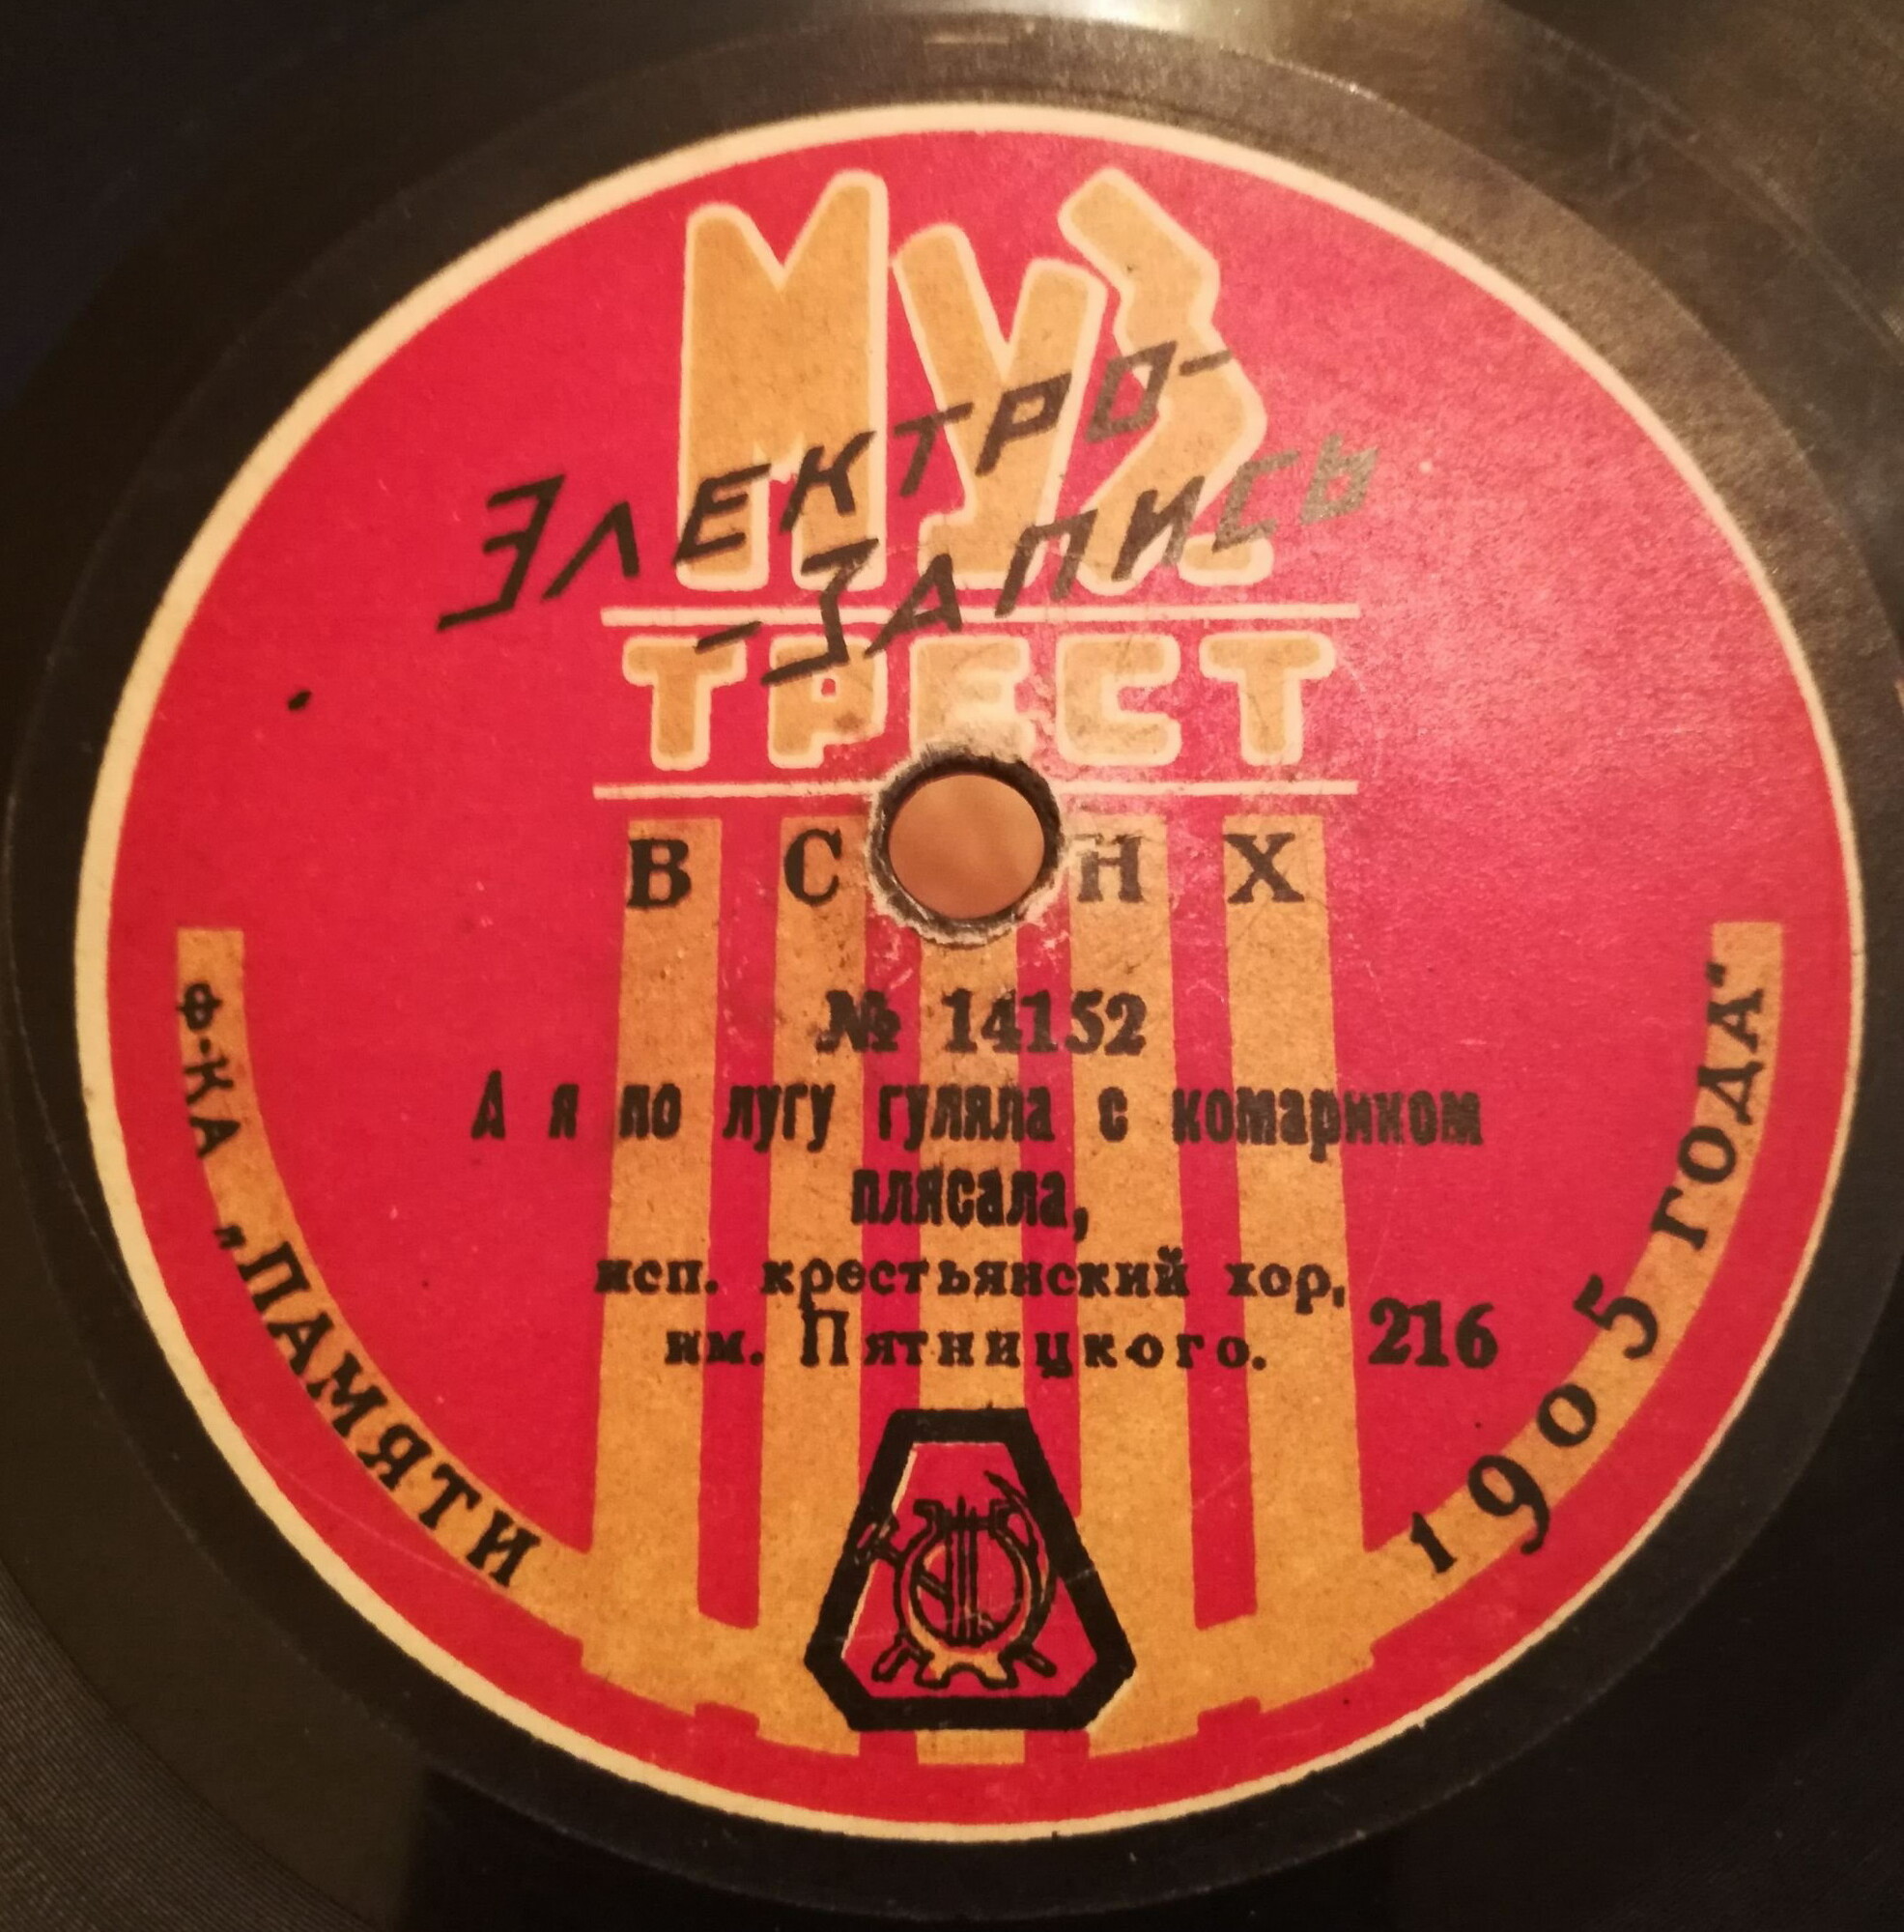 МУЗ
ЭЛЕКТРО-
-ЗАПИСЬ
ТРЕСТ
ВСНХ
№ 14152
А я по лугу гуляла с комариком
плясала,
исп. крестьянский хор,
им. Пятницкого.
216
Ф-КА „ПАМЯТИ 1905 ГОДА"